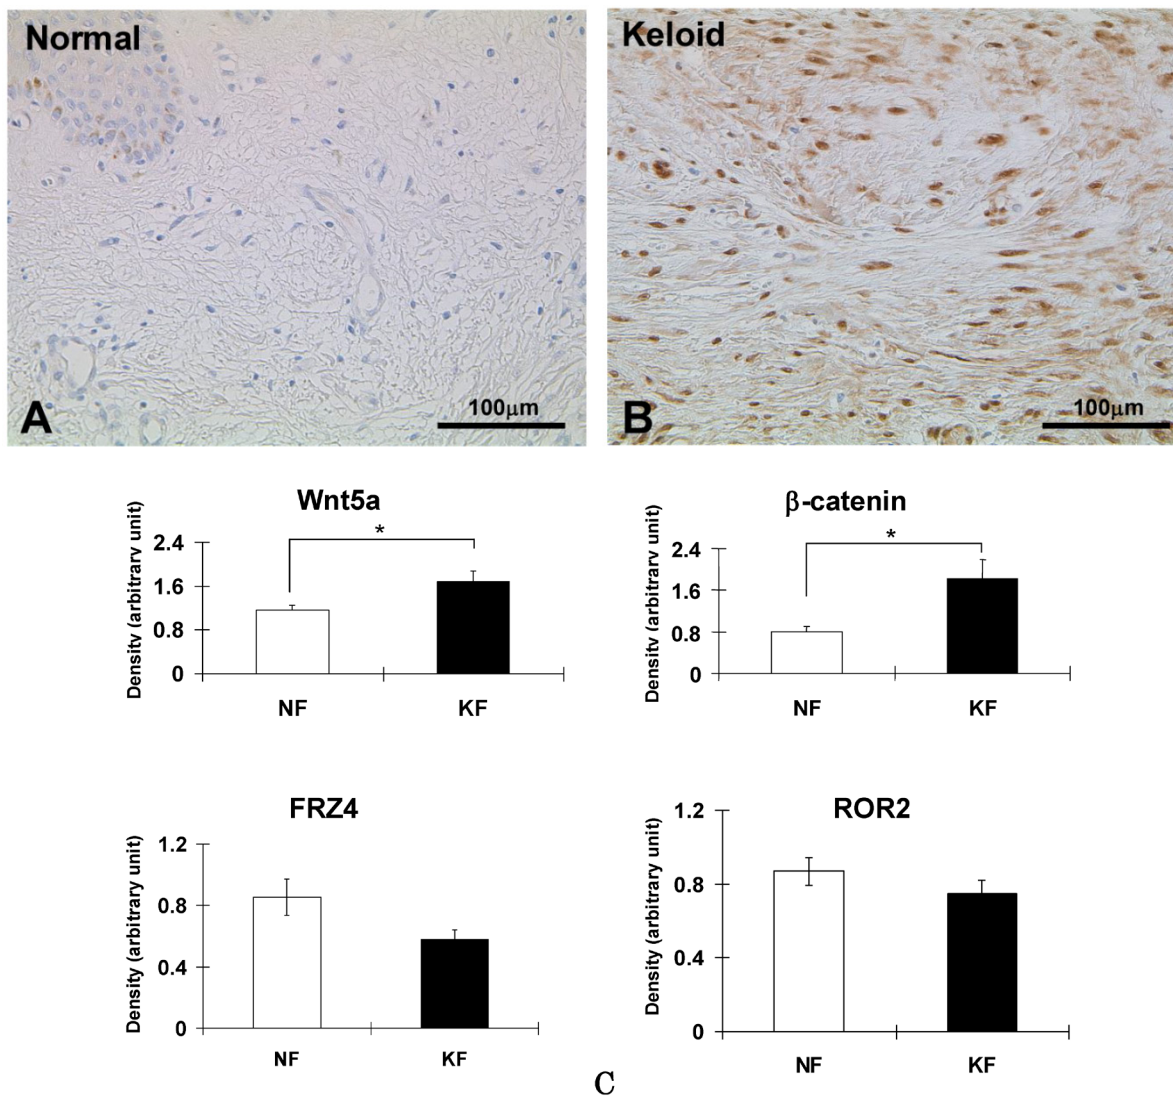 Normal
Keloid
100μm
100μm
A
B
Wnt5a
Density (arbitrary unit)
2.4
1.6
0.8
0
*
NF
KF
β-catenin
Density (arbitrary unit)
2.4
1.6
0.8
0
*
NF
KF
FRZ4
Density (arbitrary unit)
1.2
0.8
0.4
0
NF
KF
ROR2
Density (arbitrary unit)
1.2
0.8
0.4
0
NF
KF
C